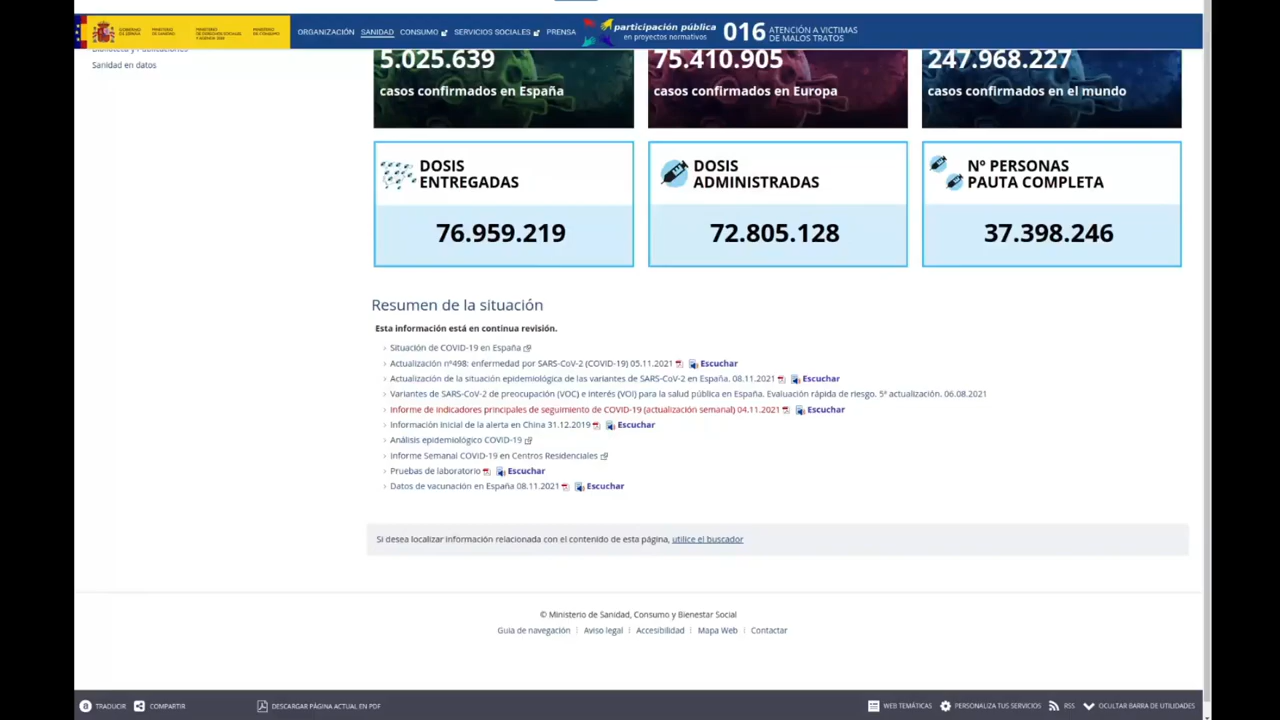 ORGANIZACIÓN SANIDAD CONSUMO SERVICIOS SOCIALES PRENSA
participación pública
en proyectos normativos
016 ATENCIÓN A VICTIMAS
DE MALOS TRATOS
Sanidad en datos
5.025.639
casos confirmados en España
75.410.905
casos confirmados en Europa
247.968.227
casos confirmados en el mundo
DOSIS
ENTREGADAS
76.959.219
DOSIS
ADMINISTRADAS
72.805.128
Nº PERSONAS
PAUTA COMPLETA
37.398.246
Resumen de la situación
Esta información está en continua revisión.
Situación de COVID-19 en España
Actualización nº498: enfermedad por SARS-CoV-2 (COVID-19) 05.11.2021 Escuchar
Actualización de la situación epidemiológica de las variantes de SARS-CoV-2 en España. 08.11.2021 Escuchar
Variantes de SARS-CoV-2 de preocupación (VOC) e interés (VOI) para la salud pública en España. Evaluación rápida de riesgo. 5ª actualización. 06.08.2021
Informe de indicadores principales de seguimiento de COVID-19 (actualización semanal) 04.11.2021 Escuchar
Información inicial de la alerta en China 31.12.2019 Escuchar
Análisis epidemiológico COVID-19
Informe Semanal COVID-19 en Centros Residenciales
Pruebas de laboratorio Escuchar
Datos de vacunación en España 08.11.2021 Escuchar
Si desea localizar información relacionada con el contenido de esta página, utilice el buscador
© Ministerio de Sanidad, Consumo y Bienestar Social
Guia de navegación Aviso legal Accesibilidad Mapa Web Contactar
TRADUCIR COMPARTIR DESCARGAR PÁGINA ACTUAL EN PDF WEB TEMÁTICAS PERSONALIZA TUS SERVICIOS RSS OCULTAR BARRA DE UTILIDADES